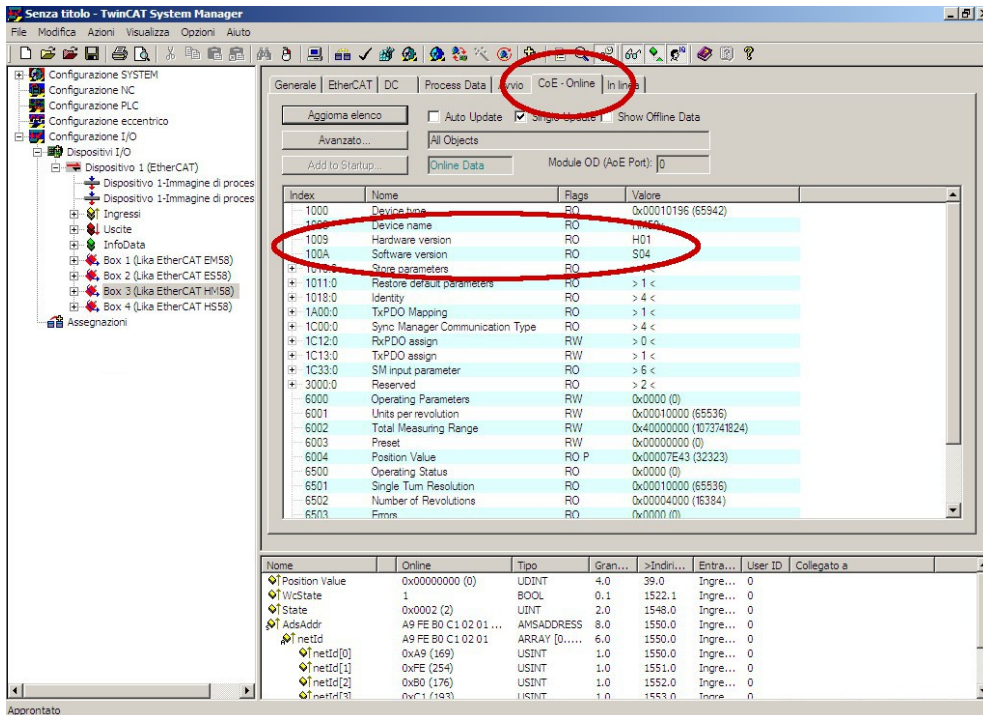 Senza titolo - TwinCAT System Manager
File Modifica Azioni Visualizza Opzioni Aiuto
Configurazione SYSTEM
Configurazione NC
Configurazione PLC
Configurazione eccentrico
Configurazione I/O
Dispositivi I/O
Dispositivo 1 (EtherCAT)
Dispositivo 1-Immagine di proces
Dispositivo 1-Immagine di proces
Ingressi
Uscite
InfoData
Box 1 (Lika EtherCAT EM58)
Box 2 (Lika EtherCAT ES58)
Box 3 (Lika EtherCAT HM58)
Box 4 (Lika EtherCAT HS58)
Assegnazioni
Generale EtherCAT DC Process Data Avvio CoE - Online In linea
Aggiorna elenco Auto Update Single Update Show Offline Data
Avanzato... All Objects
Add to Startup... Online Data Module OD (AoE Port): 0
Index Nome Flags Valore
1000 Device type RO 0x00010196 (65942)
Device name RO
1009 Hardware version RO H01
100A Software version RO S04
Store parameters RO
1011:0 Restore default parameters RO > 1 <
1018:0 Identity RO > 4 <
1A00:0 TxPDO Mapping RO > 1 <
1C00:0 Sync Manager Communication Type RO > 4 <
1C12:0 RxPDO assign RW > 0 <
1C13:0 TxPDO assign RW > 1 <
1C33:0 SM input parameter RO > 6 <
3000:0 Reserved RO > 2 <
6000 Operating Parameters RW 0x0000 (0)
6001 Units per revolution RW 0x00010000 (65536)
6002 Total Measuring Range RW 0x40000000 (1073741824)
6003 Preset RW 0x00000000 (0)
6004 Position Value RO P 0x00007E43 (32323)
6500 Operating Status RO 0x0000 (0)
6501 Single Turn Resolution RO 0x00010000 (65536)
6502 Number of Revolutions RO 0x00004000 (16384)
6503 Errors RO 0x0000 (0)
Nome Online Tipo Gran... >Indiri... Entra... User ID Collegato a
Position Value 0x00000000 (0) UDINT 4.0 39.0 Ingre... 0
WcState 1 BOOL 0.1 1522.1 Ingre... 0
State 0x0002 (2) UINT 2.0 1548.0 Ingre... 0
AdsAddr A9 FE B0 C1 02 01 ... AMSADDRESS 8.0 1550.0 Ingre... 0
netId A9 FE B0 C1 02 01 ARRAY [0..... 6.0 1550.0 Ingre... 0
netId[0] 0xA9 (169) USINT 1.0 1550.0 Ingre... 0
netId[1] 0xFE (254) USINT 1.0 1551.0 Ingre... 0
netId[2] 0xB0 (176) USINT 1.0 1552.0 Ingre... 0
netId[3] 0xC1 (193) USINT 1.0 1553.0 Ingre... 0
Approntato